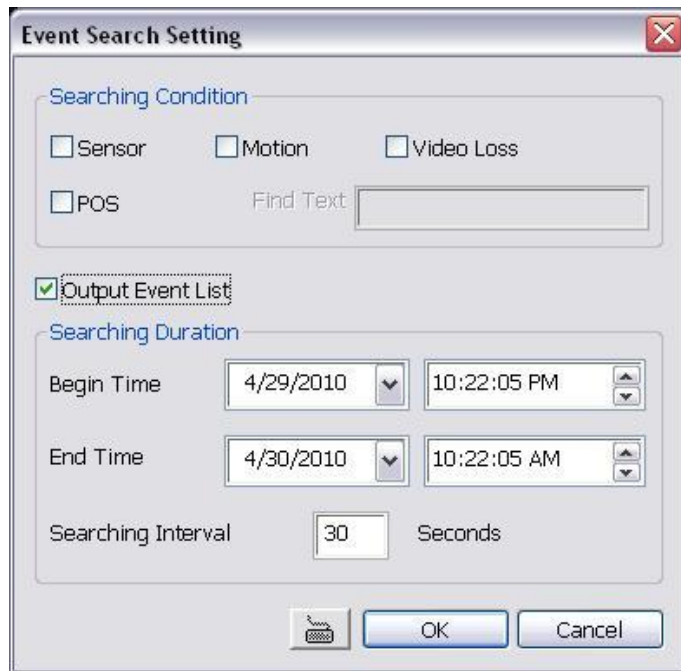 Event Search Setting
Searching Condition
Sensor Motion Video Loss
POS Find Text
Output Event List
Searching Duration
Begin Time 4/29/2010 10:22:05 PM
End Time 4/30/2010 10:22:05 AM
Searching Interval 30 Seconds
OK Cancel